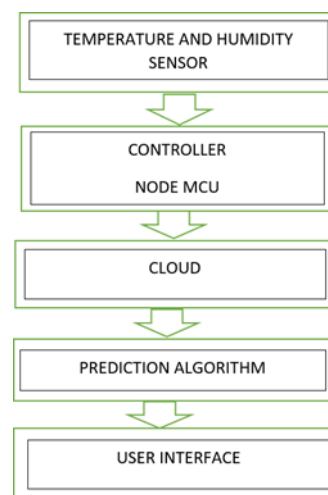 TEMPERATURE AND HUMIDITY
SENSOR
CONTROLLER
NODE MCU
CLOUD
PREDICTION ALGORITHM
USER INTERFACE